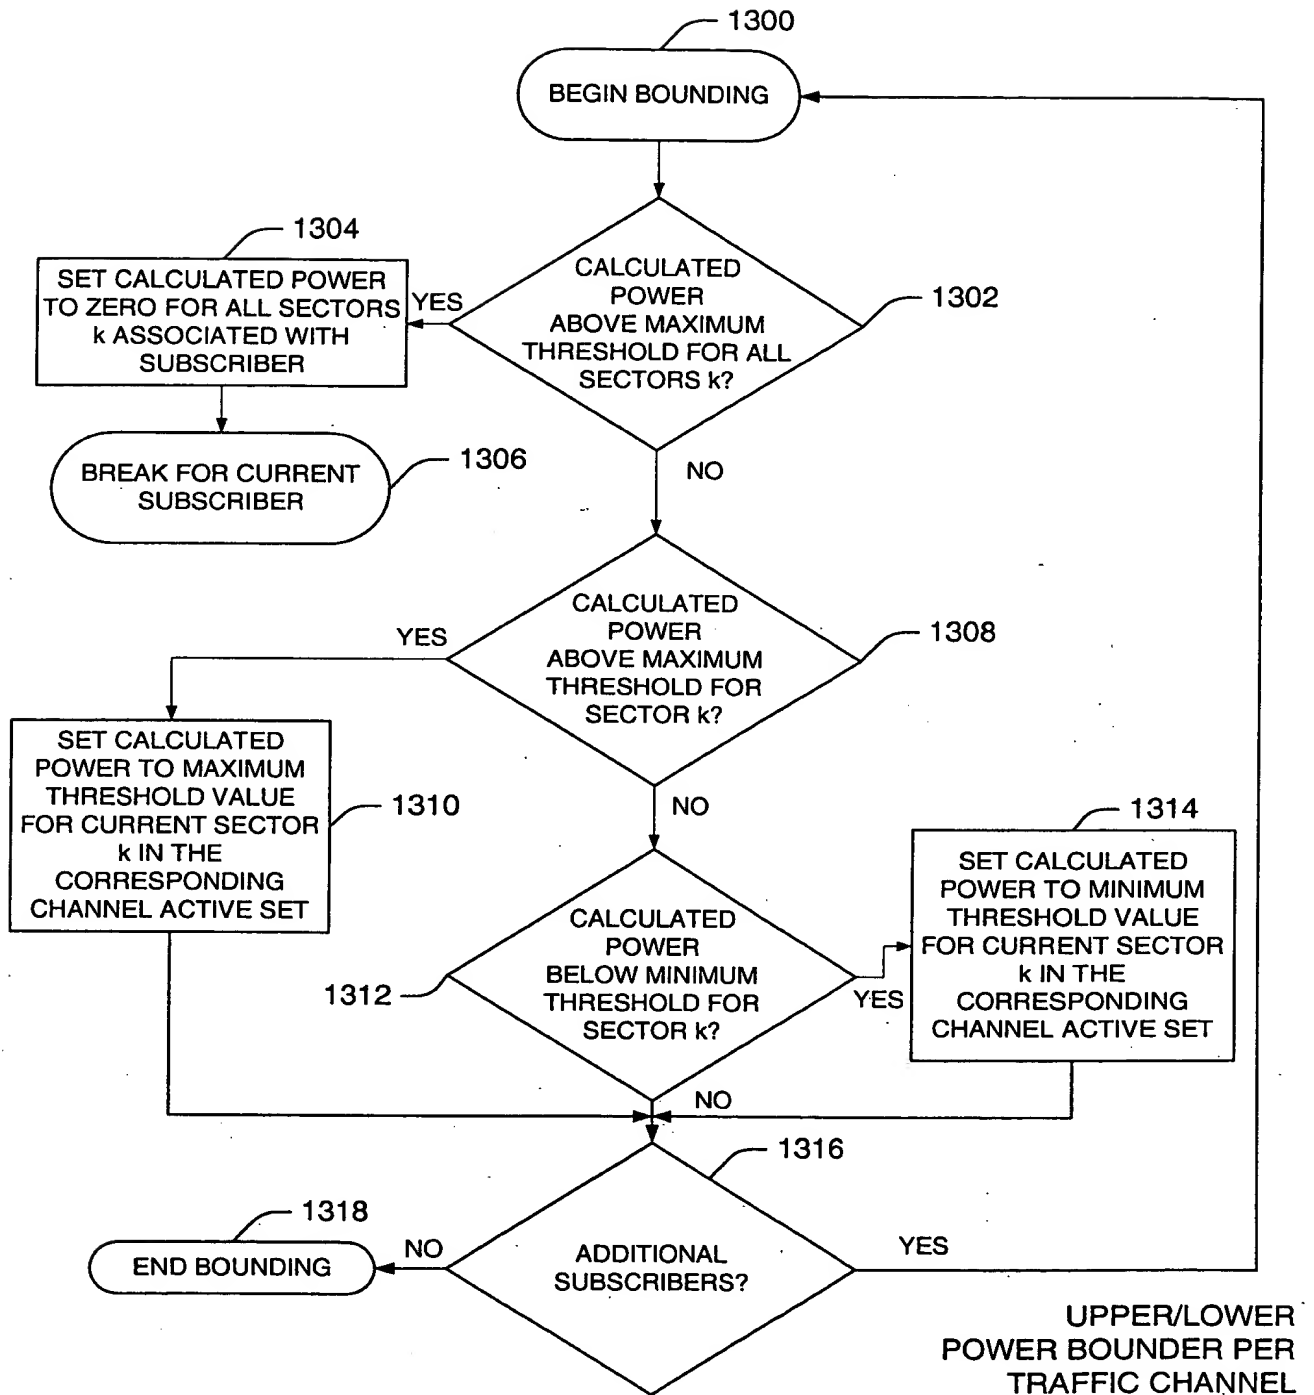 1300
BEGIN BOUNDING
1304
SET CALCULATED POWER
TO ZERO FOR ALL SECTORS
k ASSOCIATED WITH
SUBSCRIBER
YES
CALCULATED
POWER
ABOVE MAXIMUM
THRESHOLD FOR ALL
SECTORS k?
1302
BREAK FOR CURRENT
SUBSCRIBER
1306
NO
CALCULATED
POWER
ABOVE MAXIMUM
THRESHOLD FOR
SECTOR k?
1308
YES
SET CALCULATED
POWER TO MAXIMUM
THRESHOLD VALUE
FOR CURRENT SECTOR
k IN THE
CORRESPONDING
CHANNEL ACTIVE SET
1310
NO
CALCULATED
POWER
BELOW MINIMUM
THRESHOLD FOR
SECTOR k?
1312
YES
1314
SET CALCULATED
POWER TO MINIMUM
THRESHOLD VALUE
FOR CURRENT SECTOR
k IN THE
CORRESPONDING
CHANNEL ACTIVE SET
NO
1316
ADDITIONAL
SUBSCRIBERS?
NO
1318
END BOUNDING
YES
UPPER/LOWER
POWER BOUNDER PER
TRAFFIC CHANNEL